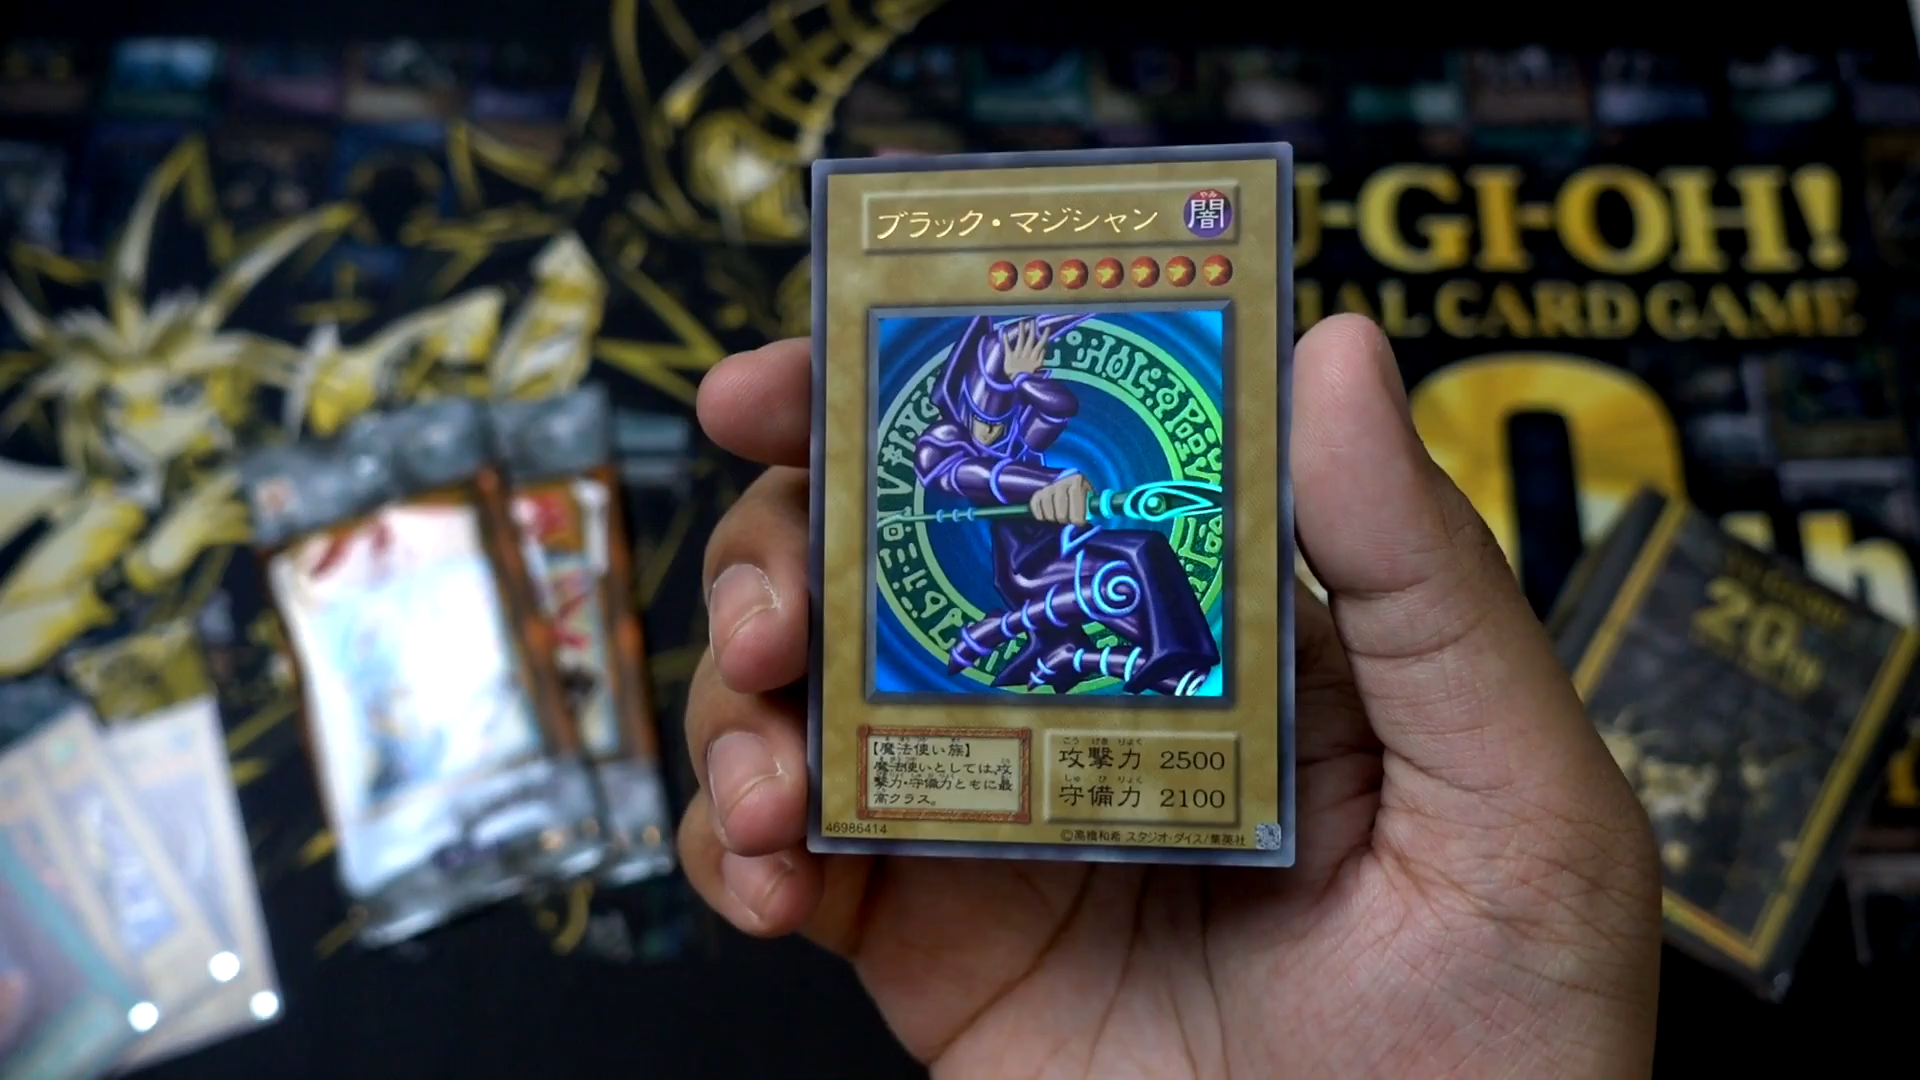 ブラック・マジシャン
やみ
闇
【魔法使い族】
魔法使いとしては、攻
撃力・守備力ともに最
高クラス。
こう げき りょく
攻撃力 2500
しゅ び りょく
守備力 2100
46986414
©高橋和希 スタジオ・ダイス/集英社
U-GI-OH!
IAL CARD GAME
0th
20TH